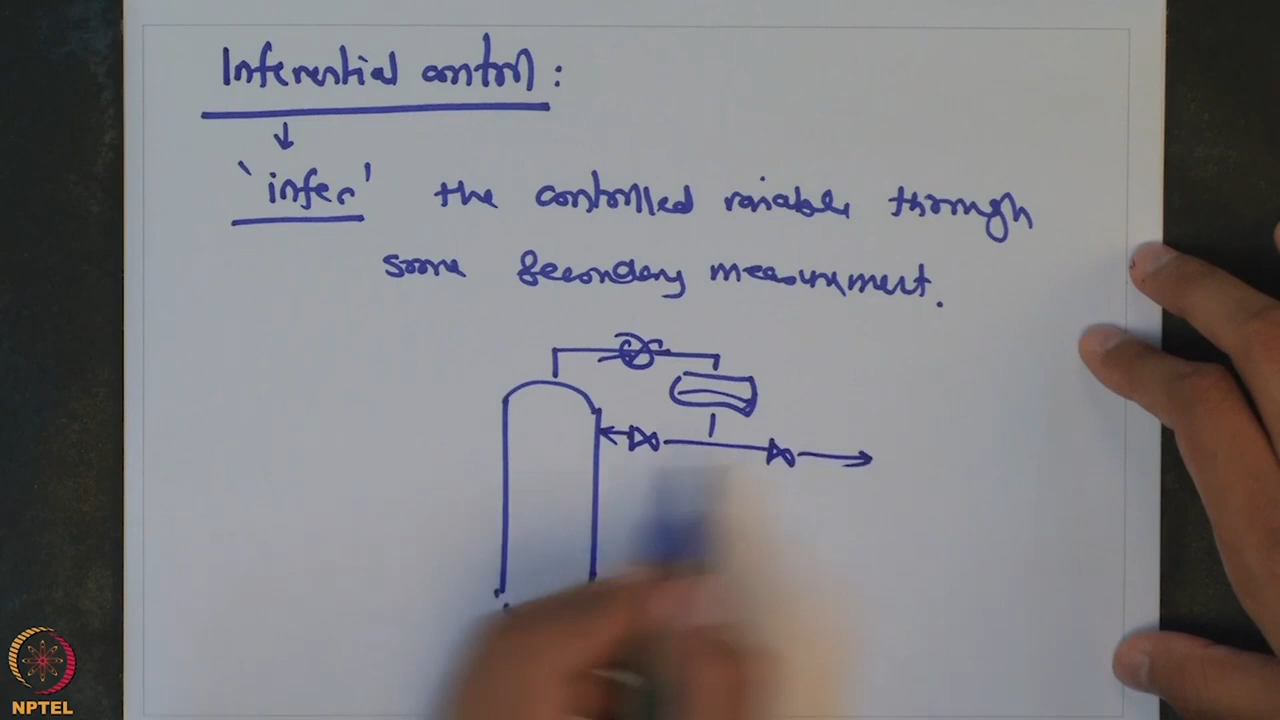 Inferential control :
'infer' the controlled variable through
some secondary measurement.
NPTEL